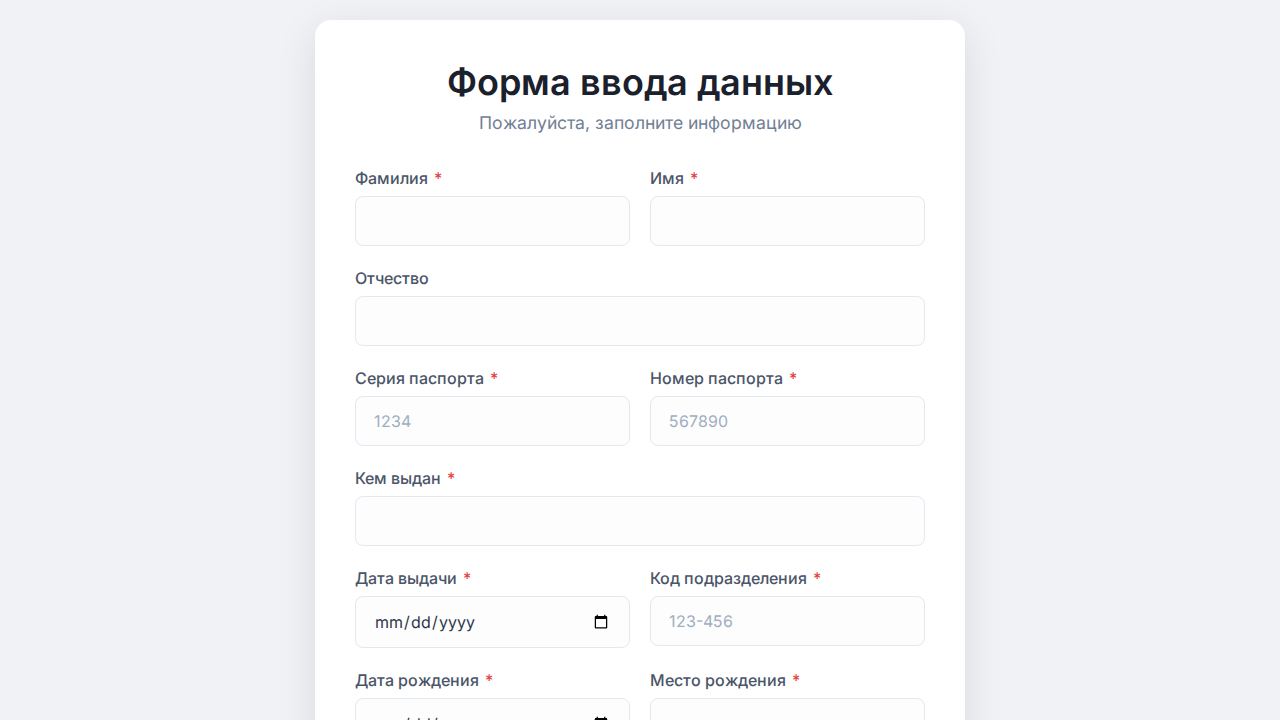 Форма ввода данных
Пожалуйста, заполните информацию
Фамилия * Имя *
Отчество
Серия паспорта * Номер паспорта *
1234 567890
Кем выдан *
Дата выдачи * Код подразделения *
mm/dd/yyyy 123-456
Дата рождения * Место рождения *